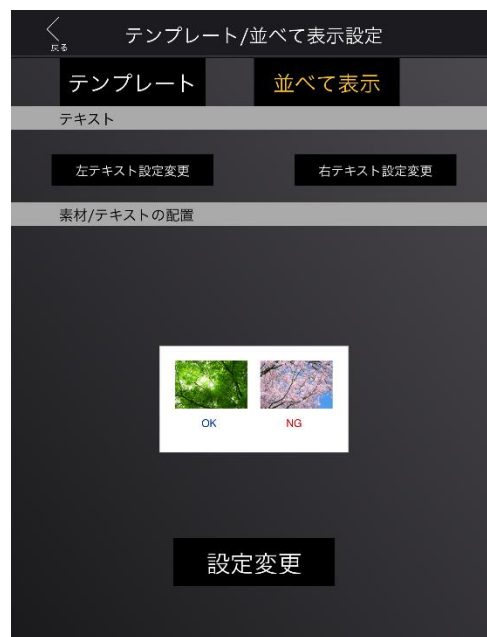 テンプレート/並べて表示設定
戻る
テンプレート 並べて表示
テキスト
左テキスト設定変更 右テキスト設定変更
素材/テキストの配置
OK NG
設定変更